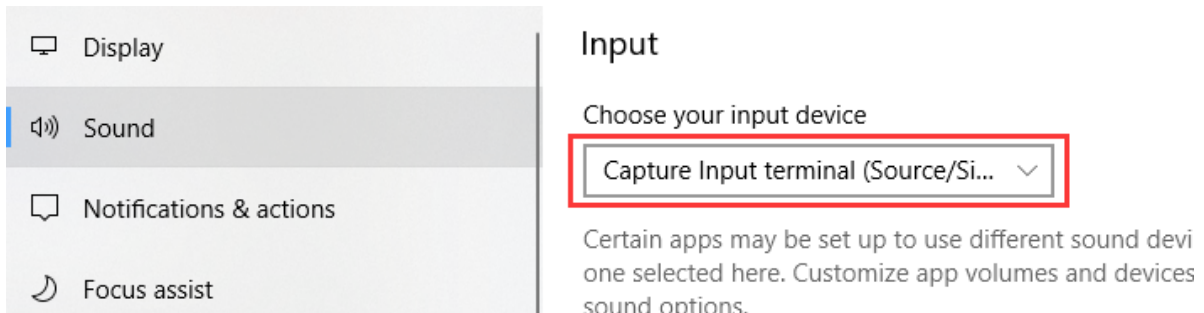 Display
Sound
Notifications & actions
Focus assist
Input
Choose your input device
Capture Input terminal (Source/Si...
Certain apps may be set up to use different sound devi
one selected here. Customize app volumes and devices
sound options.